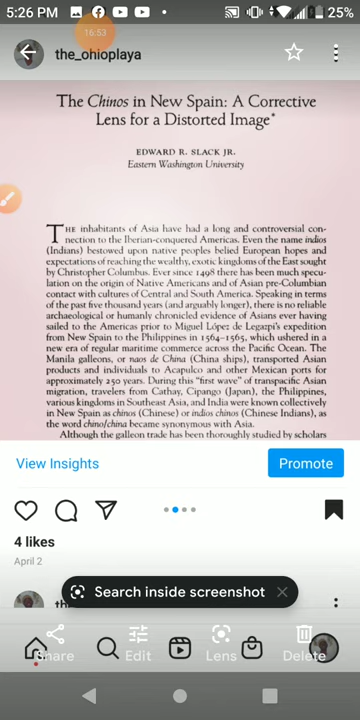 5:26 PM
25%
16:53
the_ohioplaya
The Chinos in New Spain: A Corrective
Lens for a Distorted Image*
EDWARD R. SLACK JR.
Eastern Washington University
THE inhabitants of Asia have had a long and controversial con-
nection to the Iberian-conquered Americas. Even the name indios
(Indians) bestowed upon native peoples belied European hopes and
expectations of reaching the wealthy, exotic kingdoms of the East sought
by Christopher Columbus. Ever since 1498 there has been much specu-
lation on the origin of Native Americans and of Asian pre-Columbian
contact with cultures of Central and South America. Speaking in terms
of the past five thousand years (and arguably longer), there is no reliable
archaeological or humanly chronicled evidence of Asians ever having
sailed to the Americas prior to Miguel López de Legazpi's expedition
from New Spain to the Philippines in 1564–1565, which ushered in a
new era of regular maritime commerce across the Pacific Ocean. The
Manila galleons, or naos de China (China ships), transported Asian
products and individuals to Acapulco and other Mexican ports for
approximately 250 years. During this "first wave" of transpacific Asian
migration, travelers from Cathay, Cipango (Japan), the Philippines,
various kingdoms in Southeast Asia, and India were known collectively
in New Spain as chinos (Chinese) or indios chinos (Chinese Indians), as
the word chino/china became synonymous with Asia.
Although the galleon trade has been thoroughly studied by scholars
View Insights
Promote
4 likes
April 2
Search inside screenshot
th
Share
Edit
Lens
Delete